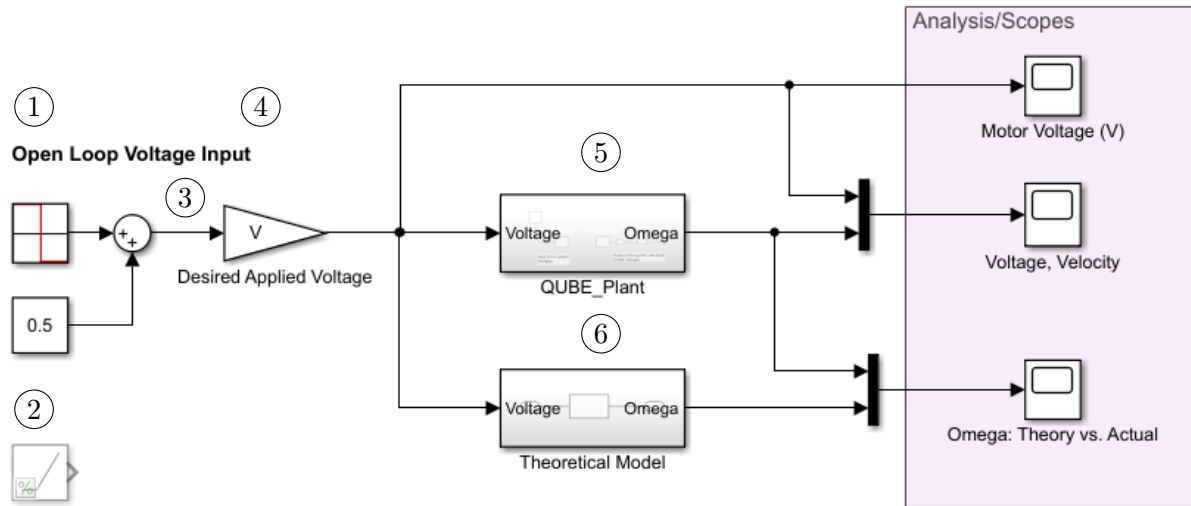 Analysis/Scopes
1
4
Motor Voltage (V)
Open Loop Voltage Input
5
3
V
Voltage Omega
Desired Applied Voltage
QUBE_Plant
Voltage, Velocity
0.5
6
2
Voltage Omega
Theoretical Model
Omega: Theory vs. Actual